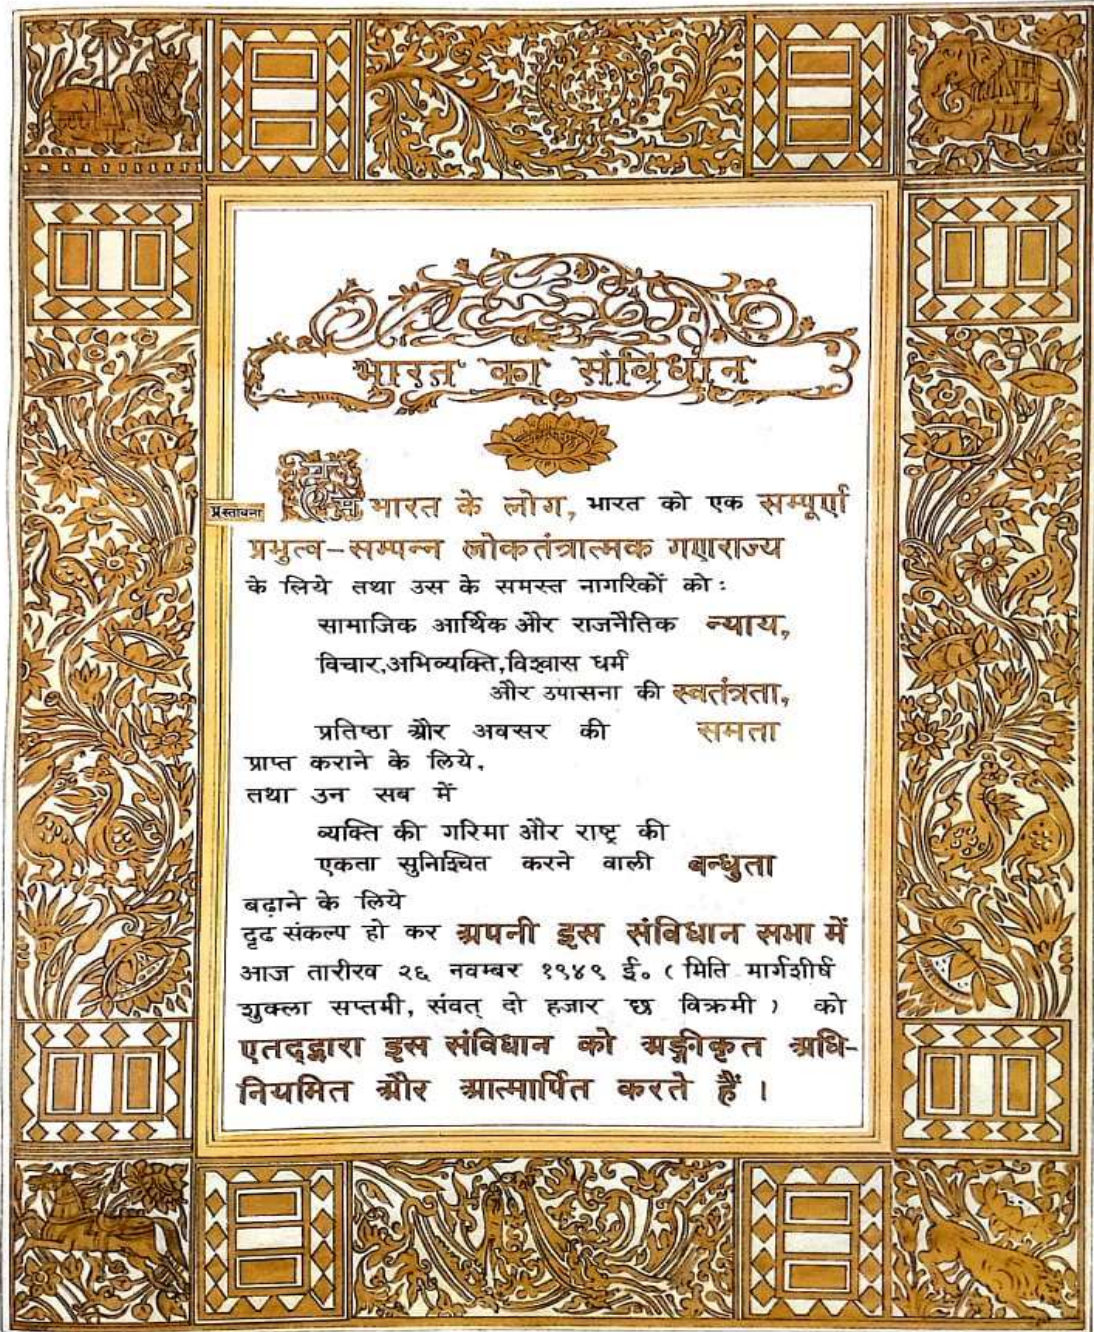 भारत का संविधान
प्रस्तावना
हम भारत के लोग, भारत को एक सम्पूर्ण
प्रभुत्व-सम्पन्न लोकतंत्रात्मक गणराज्य
के लिये तथा उस के समस्त नागरिकों को:
सामाजिक आर्थिक और राजनैतिक न्याय,
विचार,अभिव्यक्ति,विश्वास धर्म
और उपासना की स्वतंत्रता,
प्रतिष्ठा और अवसर की समता
प्राप्त कराने के लिये,
तथा उन सब में
व्यक्ति की गरिमा और राष्ट्र की
एकता सुनिश्चित करने वाली बन्धुता
बढ़ाने के लिये
दृढ संकल्प हो कर अपनी इस संविधान सभा में
आज तारीख २६ नवम्बर १९४९ ई॰ ( मिति मार्गशीर्ष
शुक्ला सप्तमी, संवत् दो हजार छ विक्रमी ) को
एतद्द्वारा इस संविधान को अङ्गीकृत अधि-
नियमित और आत्मार्पित करते हैं ।